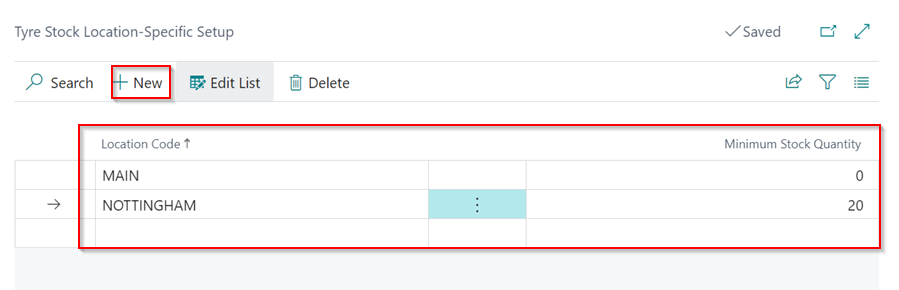 Tyre Stock Location-Specific Setup
Saved
Search
New
Edit List
Delete
Location Code ↑
Minimum Stock Quantity
MAIN
0
NOTTINGHAM
20